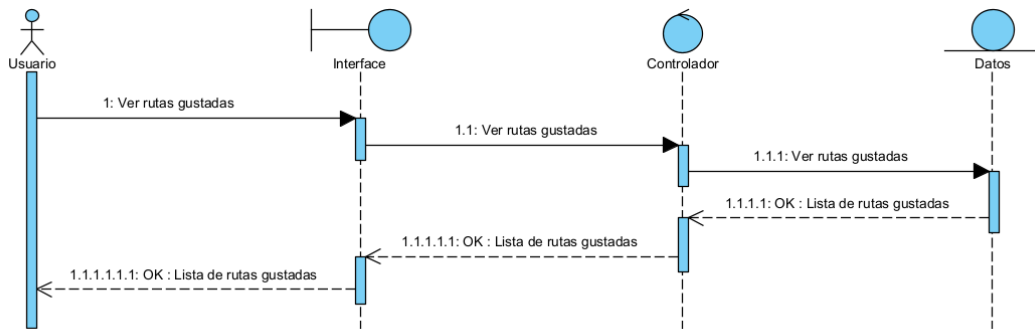 Usuario
Interface
Controlador
Datos
1: Ver rutas gustadas
1.1: Ver rutas gustadas
1.1.1: Ver rutas gustadas
1.1.1.1: OK : Lista de rutas gustadas
1.1.1.1.1: OK : Lista de rutas gustadas
1.1.1.1.1.1: OK : Lista de rutas gustadas